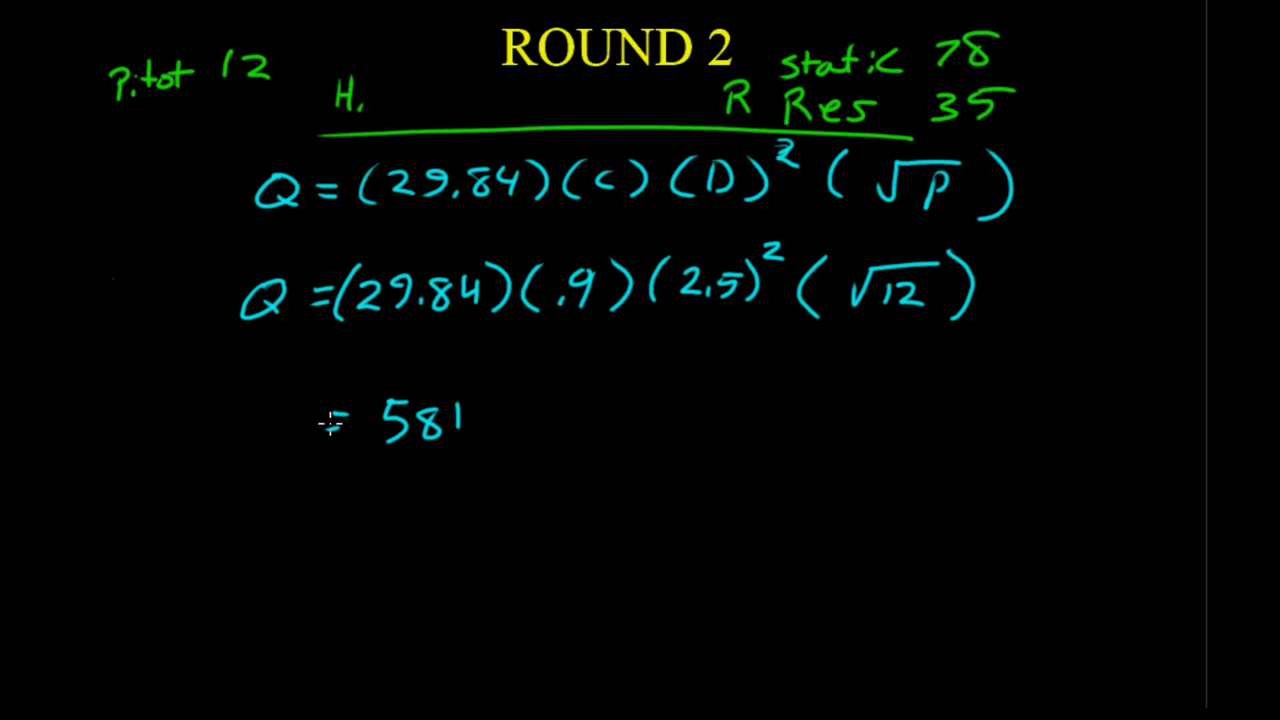 ROUND 2
Pitot 12
H.
R
static 78
Res 35
Q = (29.84)(C)(D)² (√P)
Q = (29.84)(.9)(2.5)² (√12)
= 581